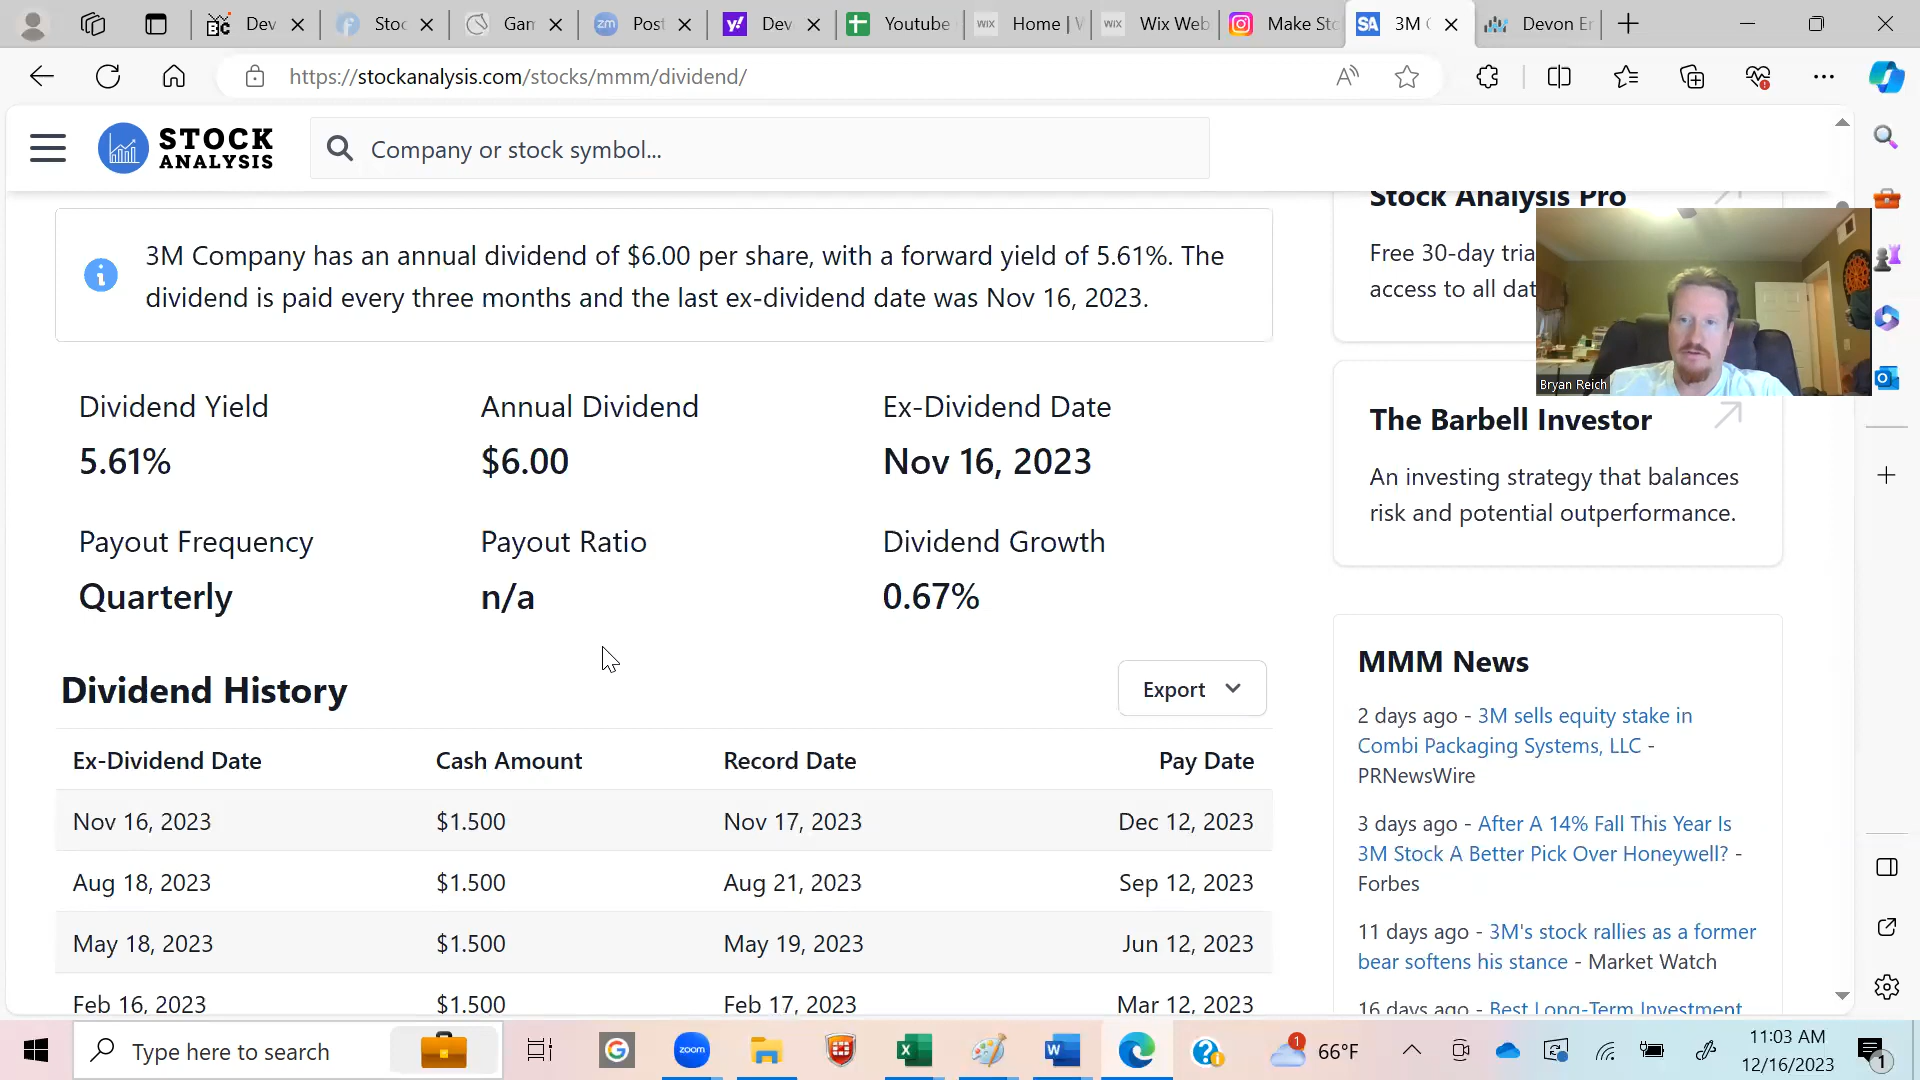 Dev
Stoc
Gan
zm
Post
Dev
Youtube
WIX
Home | W
WIX
Wix Web
Make Sto
SA
3M
Devon En
https://stockanalysis.com/stocks/mmm/dividend/
STOCK
ANALYSIS
Company or stock symbol...
3M Company has an annual dividend of $6.00 per share, with a forward yield of 5.61%. The
dividend is paid every three months and the last ex-dividend date was Nov 16, 2023.
Dividend Yield
5.61%
Annual Dividend
$6.00
Ex-Dividend Date
Nov 16, 2023
Payout Frequency
Quarterly
Payout Ratio
n/a
Dividend Growth
0.67%
Dividend History
Export
Ex-Dividend Date Cash Amount Record Date Pay Date
Nov 16, 2023 $1.500 Nov 17, 2023 Dec 12, 2023
Aug 18, 2023 $1.500 Aug 21, 2023 Sep 12, 2023
May 18, 2023 $1.500 May 19, 2023 Jun 12, 2023
Feb 16, 2023 $1.500 Feb 17, 2023 Mar 12, 2023
Stock Analysis Pro
Free 30-day tria
access to all dat
Bryan Reich
The Barbell Investor
An investing strategy that balances
risk and potential outperformance.
MMM News
2 days ago - 3M sells equity stake in
Combi Packaging Systems, LLC -
PRNewsWire
3 days ago - After A 14% Fall This Year Is
3M Stock A Better Pick Over Honeywell? -
Forbes
11 days ago - 3M's stock rallies as a former
bear softens his stance - Market Watch
16 days ago - Best Long-Term Investment
Type here to search
zoom
1
66°F
11:03 AM
12/16/2023
1